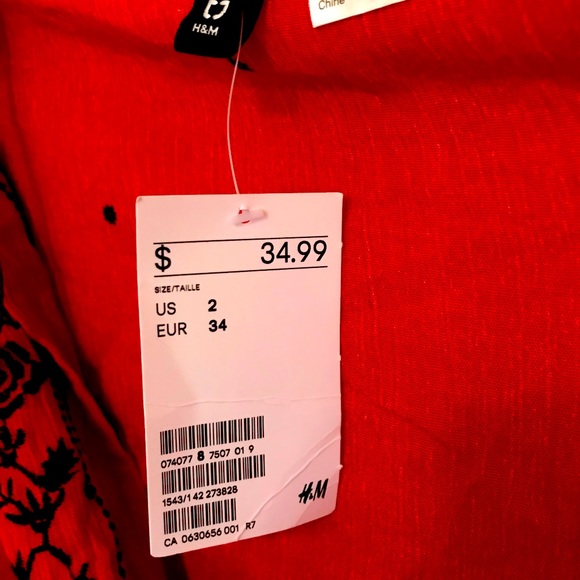 H&M
Chine
$ 34.99
SIZE/TAILLE
US 2
EUR 34
074077 8 7507 01 9
1543/1 42 273828
H&M
CA 0630656 001 R7